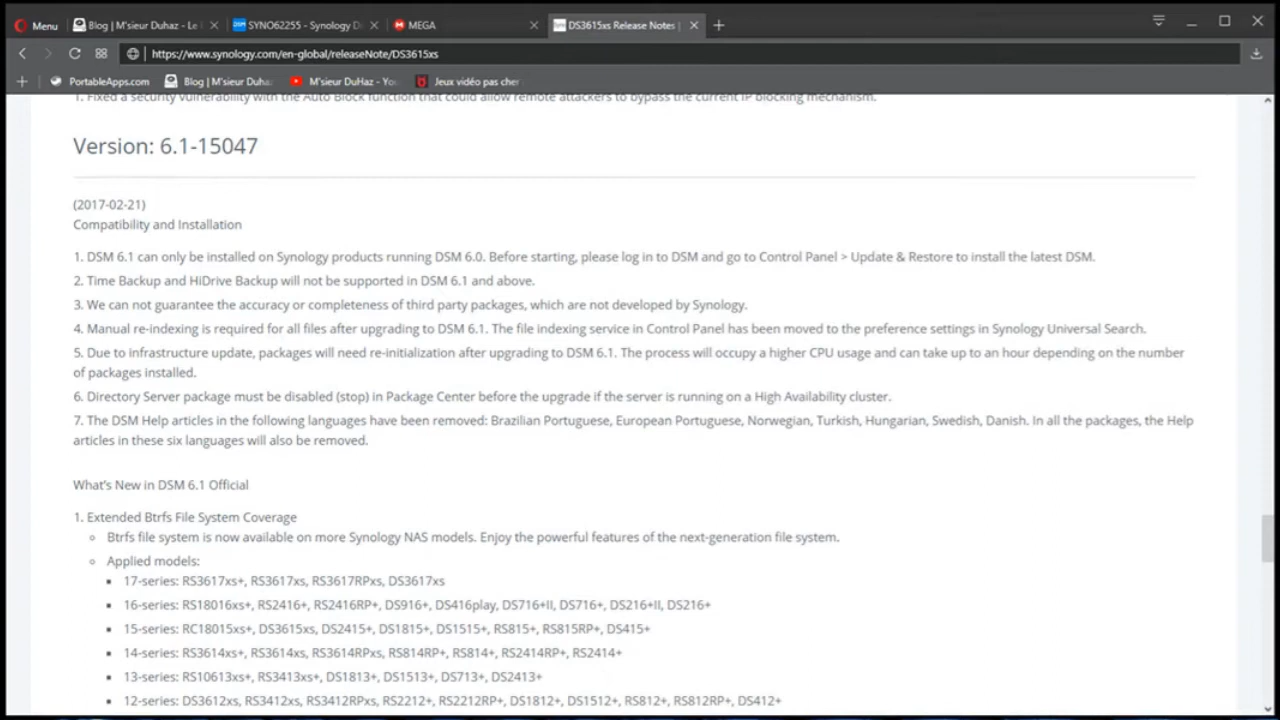 Menu
Blog | M'sieur Duhaz - Le
SYNO62255 - Synology D
MEGA
DS3615xs Release Notes |
https://www.synology.com/en-global/releaseNote/DS3615xs
PortableApps.com
Blog | M'sieur Duha
M'sieur DuHaz - Yo
Jeux vidéo pas cher
1. Fixed a security vulnerability with the Auto Block function that could allow remote attackers to bypass the current IP blocking mechanism.
Version: 6.1-15047
(2017-02-21)
Compatibility and Installation
1. DSM 6.1 can only be installed on Synology products running DSM 6.0. Before starting, please log in to DSM and go to Control Panel > Update & Restore to install the latest DSM.
2. Time Backup and HiDrive Backup will not be supported in DSM 6.1 and above.
3. We can not guarantee the accuracy or completeness of third party packages, which are not developed by Synology.
4. Manual re-indexing is required for all files after upgrading to DSM 6.1. The file indexing service in Control Panel has been moved to the preference settings in Synology Universal Search.
5. Due to infrastructure update, packages will need re-initialization after upgrading to DSM 6.1. The process will occupy a higher CPU usage and can take up to an hour depending on the number
of packages installed.
6. Directory Server package must be disabled (stop) in Package Center before the upgrade if the server is running on a High Availability cluster.
7. The DSM Help articles in the following languages have been removed: Brazilian Portuguese, European Portuguese, Norwegian, Turkish, Hungarian, Swedish, Danish. In all the packages, the Help
articles in these six languages will also be removed.
What's New in DSM 6.1 Official
1. Extended Btrfs File System Coverage
Btrfs file system is now available on more Synology NAS models. Enjoy the powerful features of the next-generation file system.
Applied models:
17-series: RS3617xs+, RS3617xs, RS3617RPxs, DS3617xs
16-series: RS18016xs+, RS2416+, RS2416RP+, DS916+, DS416play, DS716+II, DS716+, DS216+II, DS216+
15-series: RC18015xs+, DS3615xs, DS2415+, DS1815+, DS1515+, RS815+, RS815RP+, DS415+
14-series: RS3614xs+, RS3614xs, RS3614RPxs, RS814RP+, RS814+, RS2414RP+, RS2414+
13-series: RS10613xs+, RS3413xs+, DS1813+, DS1513+, DS713+, DS2413+
12-series: DS3612xs, RS3412xs, RS3412RPxs, RS2212+, RS2212RP+, DS1812+, DS1512+, RS812+, RS812RP+, DS412+